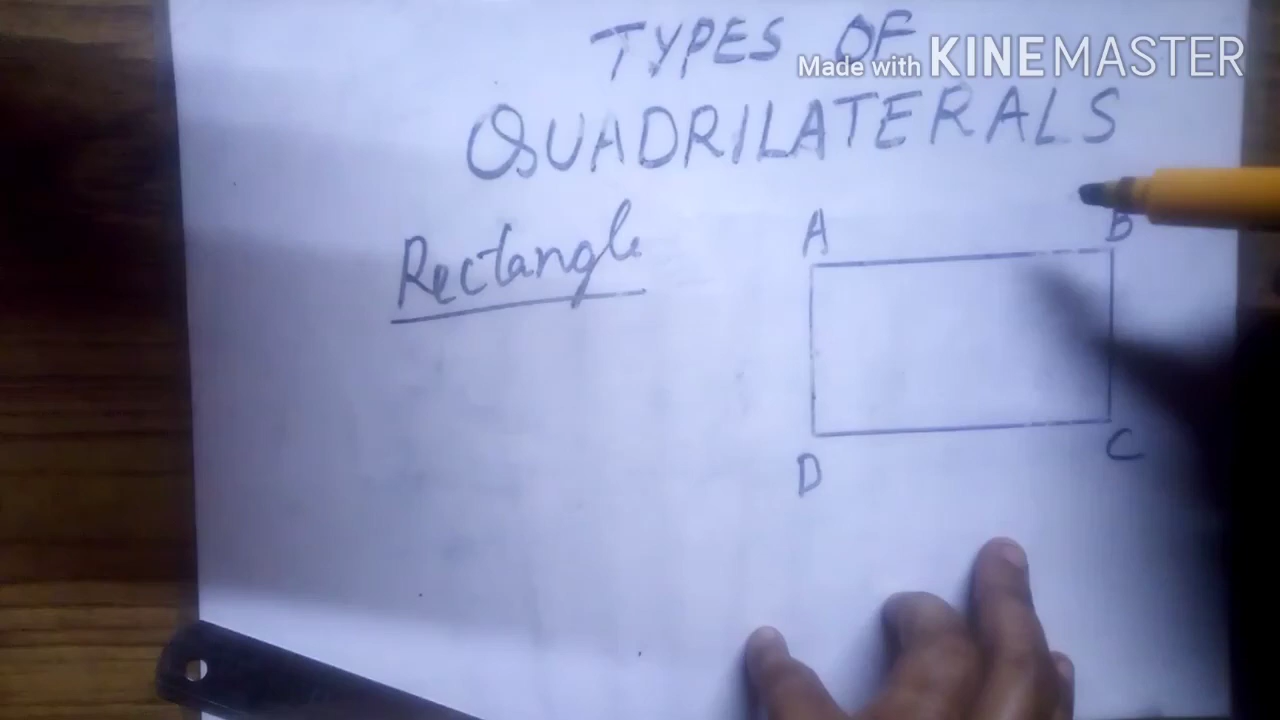 TYPES OF
Made with KINEMASTER
QUADRILATERALS
Rectangle
A
B
D
C